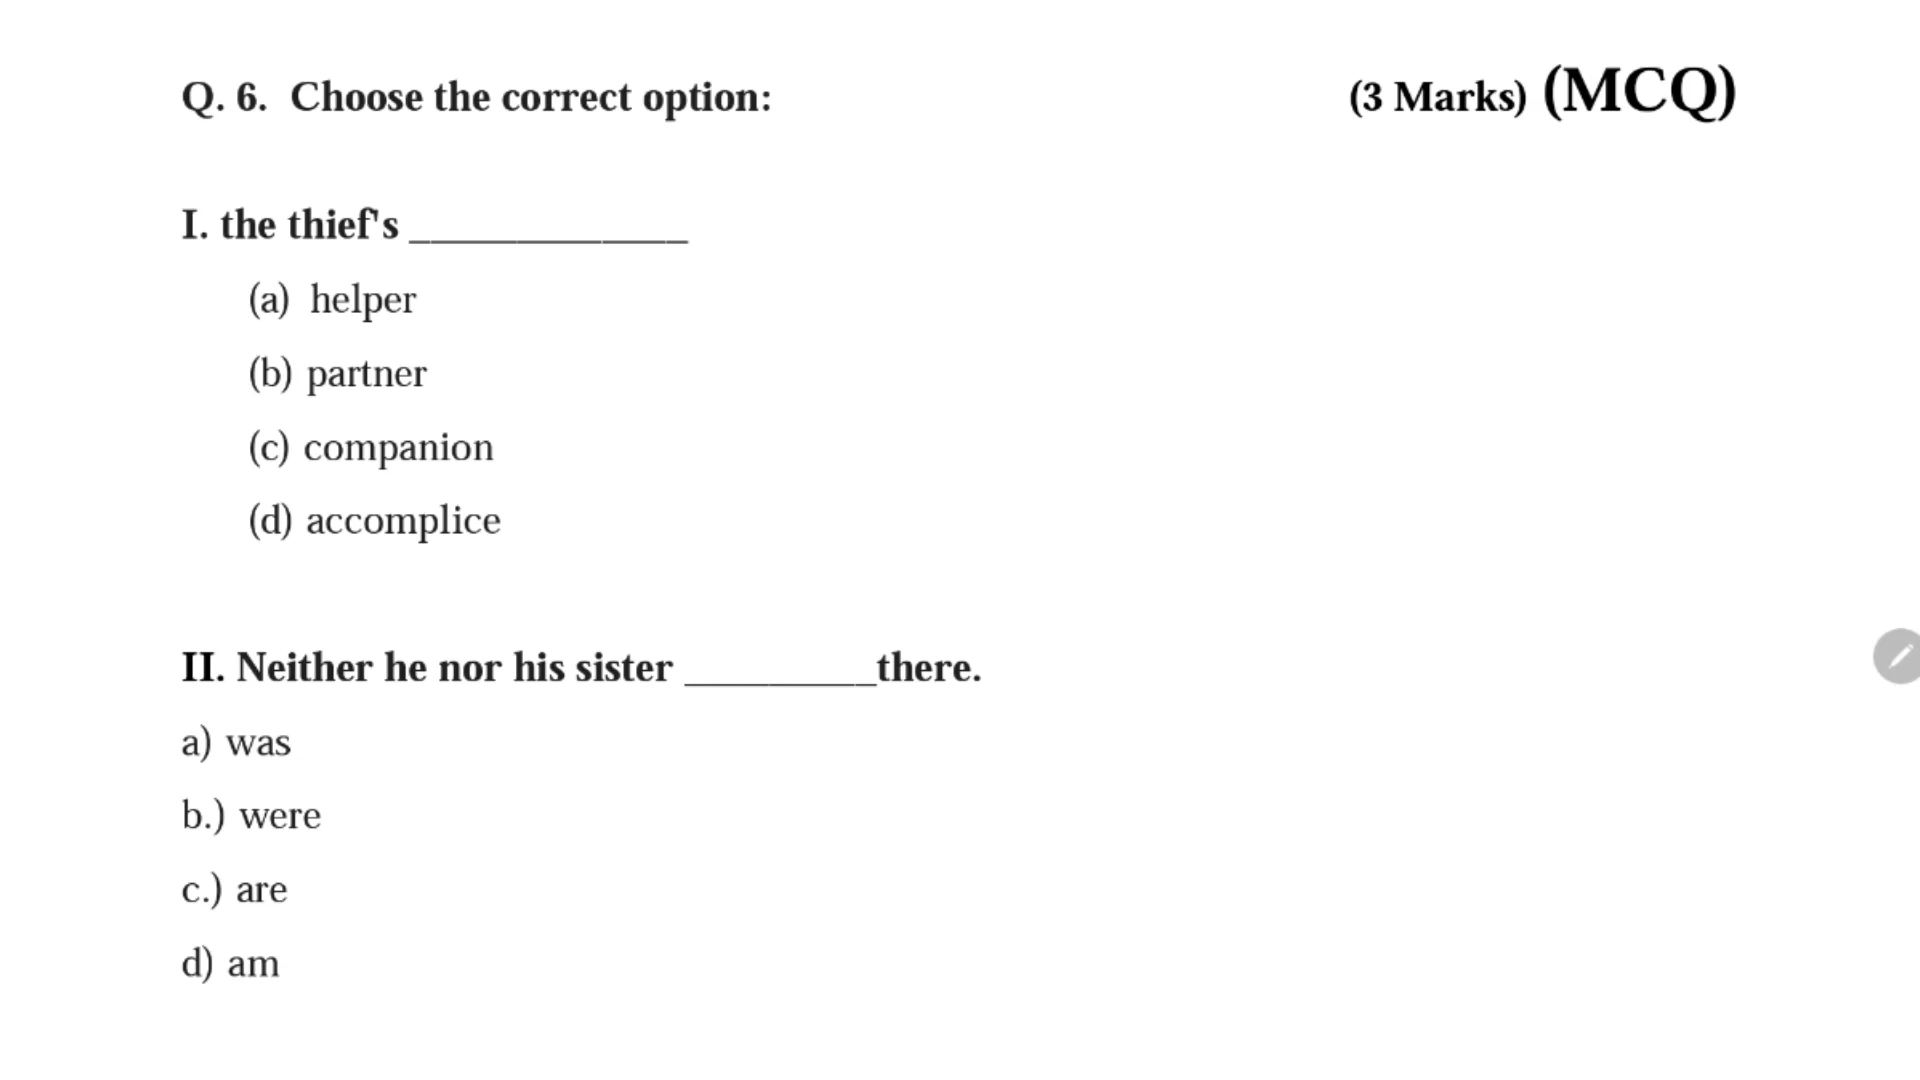 Q. 6. Choose the correct option: (3 Marks) (MCQ)
I. the thief's _____________
(a) helper
(b) partner
(c) companion
(d) accomplice
II. Neither he nor his sister _________there.
a) was
b.) were
c.) are
d) am